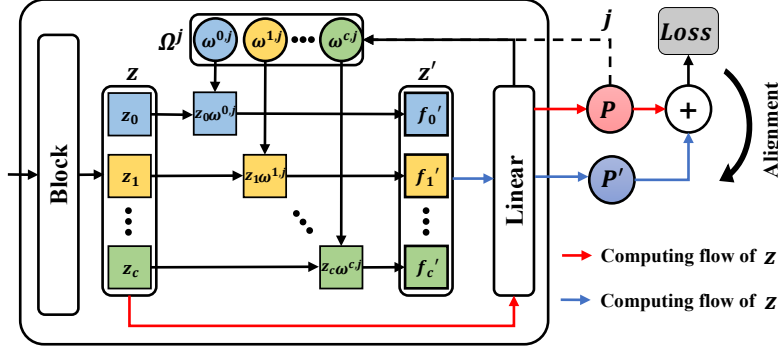 Ω^j
ω^{0,j}
ω^{1,j}
•••
ω^{c,j}
j
Loss
z
z'
Block
z_0
z_0ω^{0,j}
f_0'
z_1
z_1ω^{1,j}
f_1'
z_c
z_cω^{c,j}
f_c'
Linear
P
+
P'
Alignment
Computing flow of z
Computing flow of z